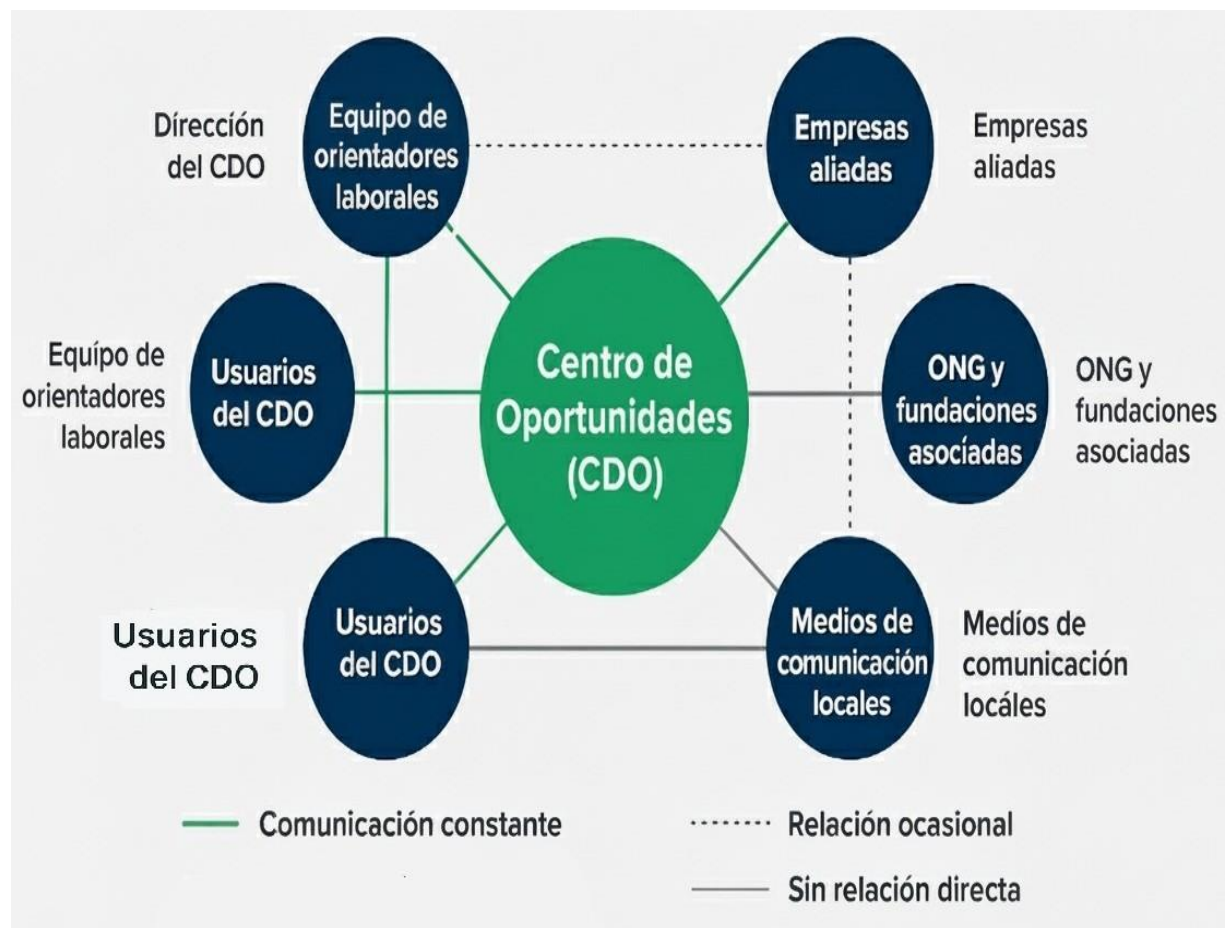 Dírección
del CDO
Equipo de
orientadores
laborales
Empresas
aliadas
Empresas
aliadas
Equípo de
orientadores
laborales
Usuarios
del CDO
Centro de
Oportunidades
(CDO)
ONG y
fundaciones
asocíadas
ONG y
fundaciones
asociadas
Usuarios
del CDO
Usuarios
del CDO
Medios de
comunicación
locales
Medíos de
comunicación
locáles
Comunicación constante
Relación ocasional
Sin relación directa